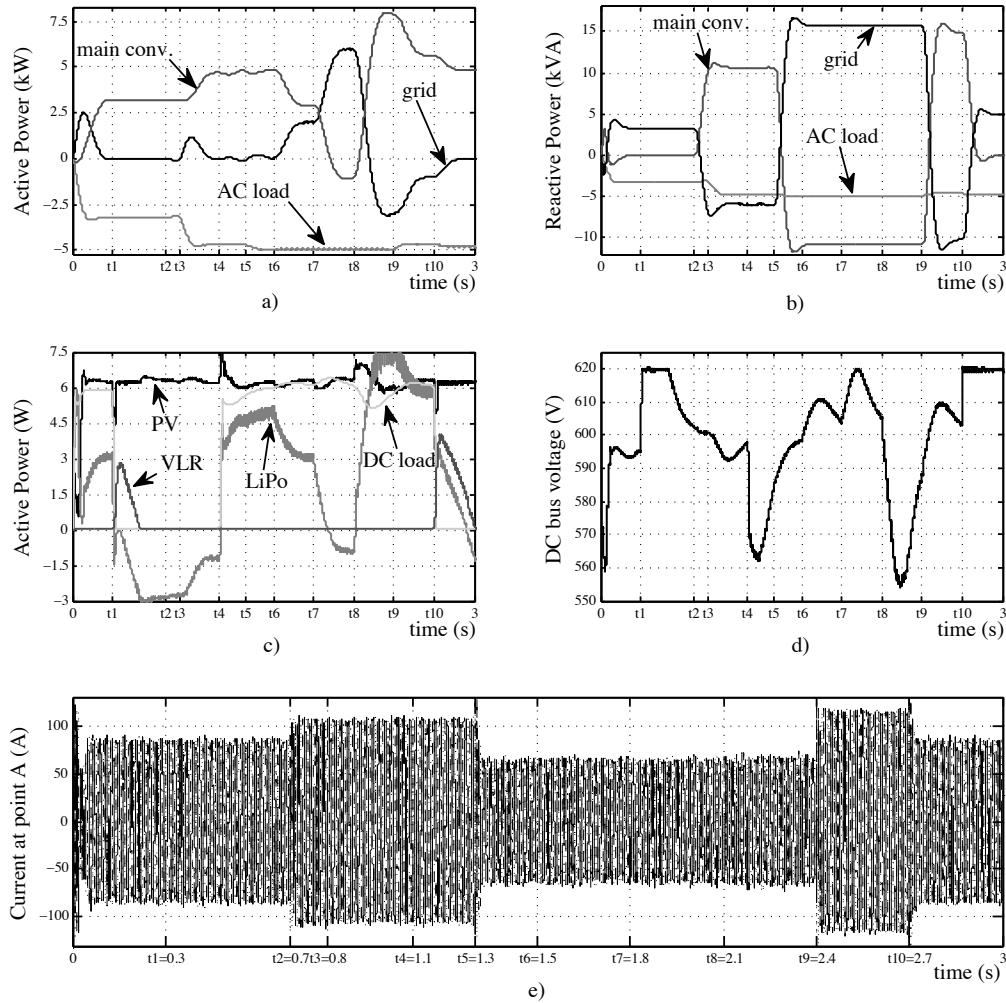 7.5
5
2.5
0
−2.5
−5
Active Power (kW)
main conv.
grid
AC load
0 t1 t2 t3 t4 t5 t6 t7 t8 t9 t10 3
time (s)
a)
15
10
5
0
−5
−10
Reactive Power (kVA)
main conv.
grid
AC load
0 t1 t2 t3 t4 t5 t6 t7 t8 t9 t10 3
time (s)
b)
7.5
6
4.5
3
1.5
0
−1.5
−3
Active Power (W)
PV
VLR
LiPo
DC load
0 t1 t2 t3 t4 t5 t6 t7 t8 t9 t10 3
time (s)
c)
620
610
600
590
580
570
560
550
DC bus voltage (V)
0 t1 t2 t3 t4 t5 t6 t7 t8 t9 t10 3
time (s)
d)
100
50
0
−50
−100
Current at point A (A)
0 t1=0.3 t2=0.7 t3=0.8 t4=1.1 t5=1.3 t6=1.5 t7=1.8 t8=2.1 t9=2.4 t10=2.7 3
time (s)
e)